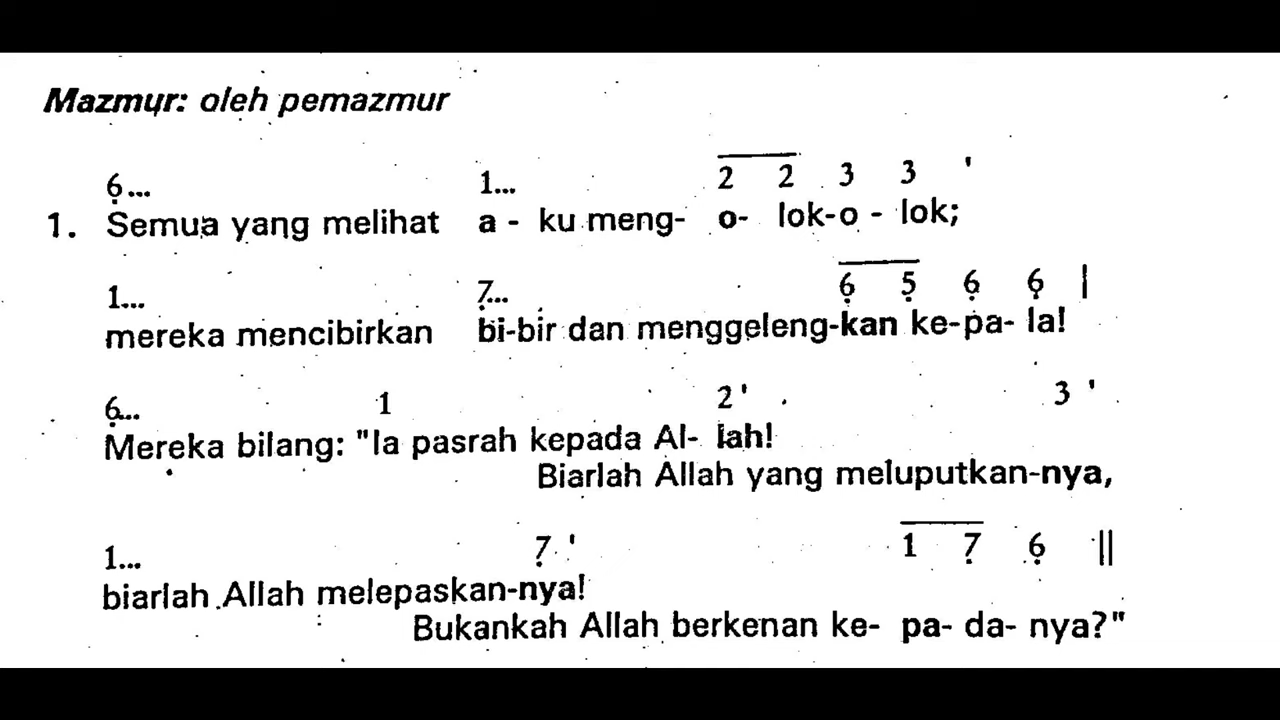 Mazmur: oleh pemazmur
6̣... 1... 2 2 3 3 '
1. Semua yang melihat a - ku meng- o- lok-o - lok;
1... 7̣... 6̣ 5̣ 6̣ 6̣ |
mereka mencibirkan bi-bir dan menggeleng-kan ke-pa- la!
6̣... 1 2 ' 3 '
Mereka bilang: "Ia pasrah kepada Al- lah!
Biarlah Allah yang meluputkan-nya,
1... 7̣ ' 1 7̣ 6̣ ||
biarlah Allah melepaskan-nya!
Bukankah Allah berkenan ke- pa- da- nya?"